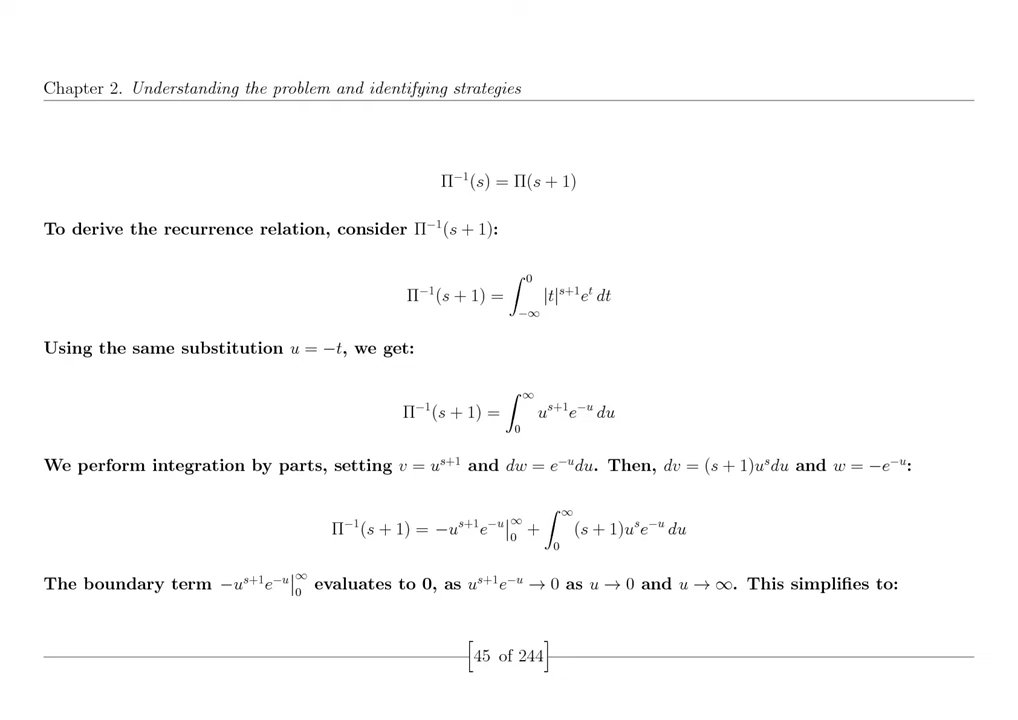 Chapter 2. Understanding the problem and identifying strategies
Π⁻¹(s) = Π(s + 1)
To derive the recurrence relation, consider Π⁻¹(s + 1):
Π⁻¹(s + 1) = ∫_{−∞}^{0} |t|^{s+1} e^{t} dt
Using the same substitution u = −t, we get:
Π⁻¹(s + 1) = ∫_{0}^{∞} u^{s+1} e^{−u} du
We perform integration by parts, setting v = u^{s+1} and dw = e^{−u}du. Then, dv = (s + 1)u^{s}du and w = −e^{−u}:
Π⁻¹(s + 1) = −u^{s+1}e^{−u}|_{0}^{∞} + ∫_{0}^{∞} (s + 1)u^{s}e^{−u} du
The boundary term −u^{s+1}e^{−u}|_{0}^{∞} evaluates to 0, as u^{s+1}e^{−u} → 0 as u → 0 and u → ∞. This simplifies to:
[45 of 244]